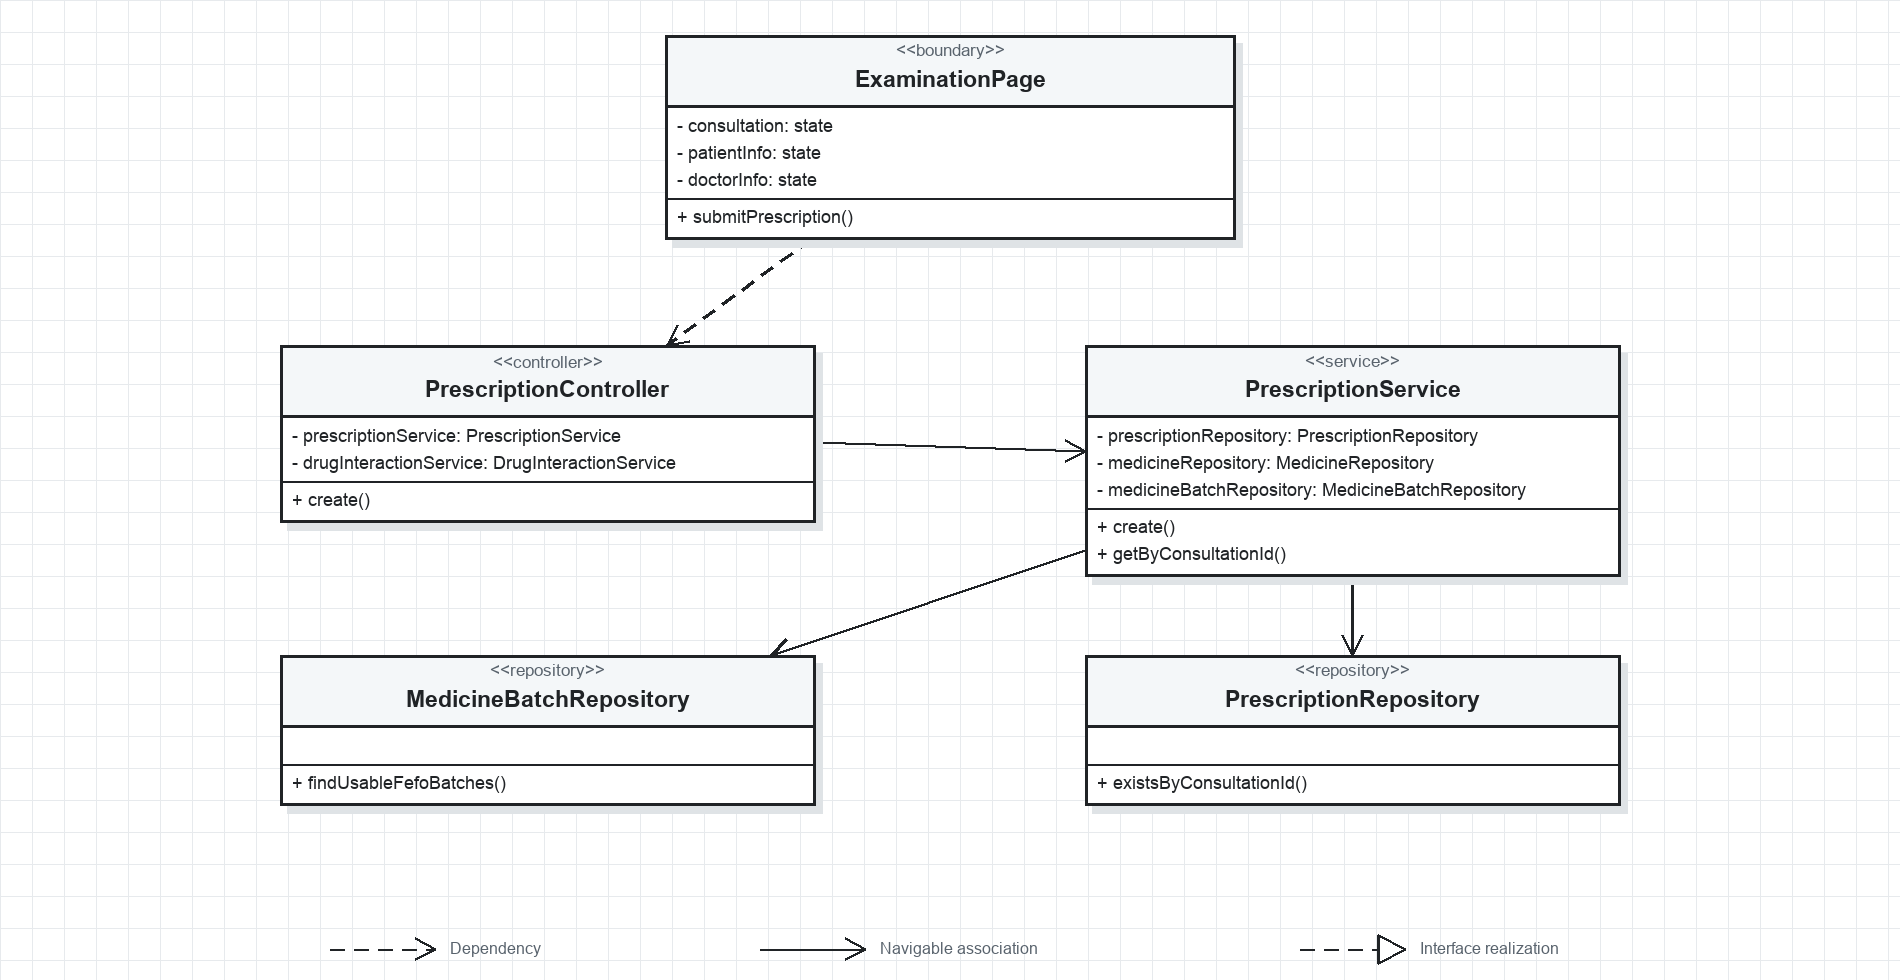 <<boundary>>
ExaminationPage
- consultation: state
- patientInfo: state
- doctorInfo: state
+ submitPrescription()
<<controller>>
PrescriptionController
- prescriptionService: PrescriptionService
- drugInteractionService: DrugInteractionService
+ create()
<<service>>
PrescriptionService
- prescriptionRepository: PrescriptionRepository
- medicineRepository: MedicineRepository
- medicineBatchRepository: MedicineBatchRepository
+ create()
+ getByConsultationId()
<<repository>>
MedicineBatchRepository
+ findUsableFefoBatches()
<<repository>>
PrescriptionRepository
+ existsByConsultationId()
Dependency
Navigable association
Interface realization